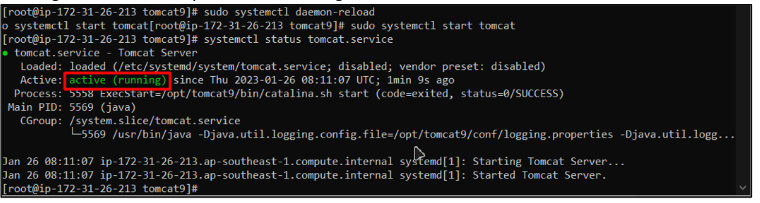 [root@ip-172-31-26-213 tomcat9]# sudo systemctl daemon-reload
o systemctl start tomcat[root@ip-172-31-26-213 tomcat9]# sudo systemctl start tomcat
[root@ip-172-31-26-213 tomcat9]# systemctl status tomcat.service
● tomcat.service - Tomcat Server
Loaded: loaded (/etc/systemd/system/tomcat.service; disabled; vendor preset: disabled)
Active: active (running) since Thu 2023-01-26 08:11:07 UTC; 1min 9s ago
Process: 5558 ExecStart=/opt/tomcat9/bin/catalina.sh start (code=exited, status=0/SUCCESS)
Main PID: 5569 (java)
CGroup: /system.slice/tomcat.service
└─5569 /usr/bin/java -Djava.util.logging.config.file=/opt/tomcat9/conf/logging.properties -Djava.util.logg...
Jan 26 08:11:07 ip-172-31-26-213.ap-southeast-1.compute.internal systemd[1]: Starting Tomcat Server...
Jan 26 08:11:07 ip-172-31-26-213.ap-southeast-1.compute.internal systemd[1]: Started Tomcat Server.
[root@ip-172-31-26-213 tomcat9]#